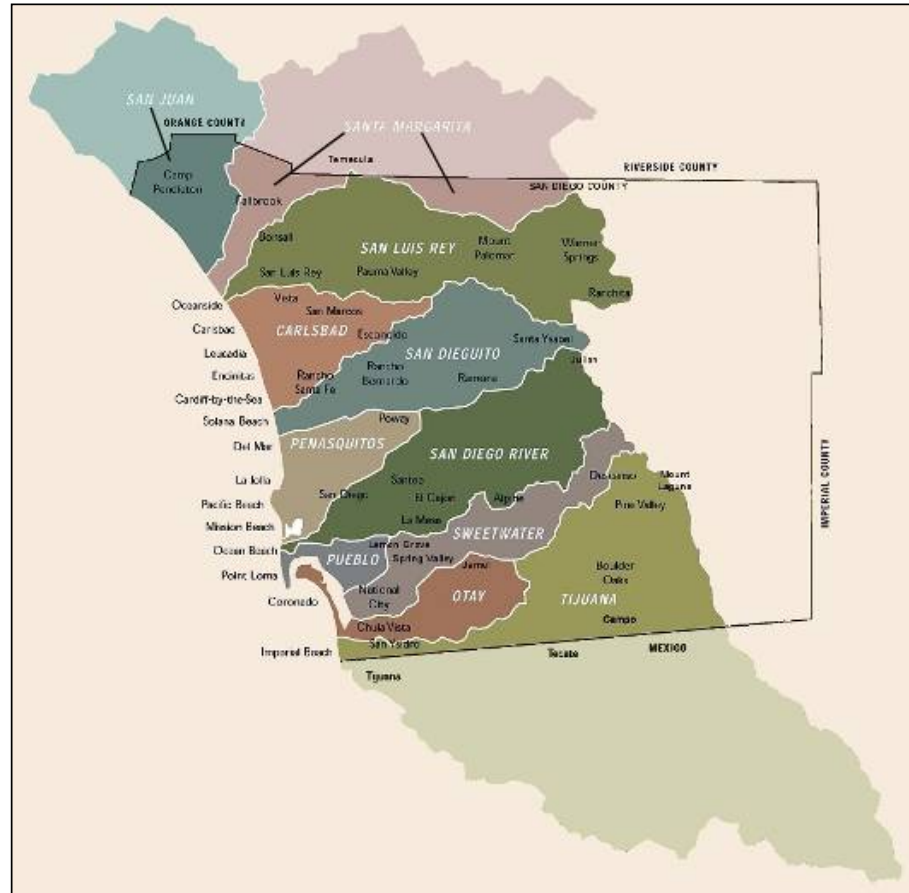 SAN JUAN
ORANGE COUNTY
SANTE MARGARITA
Temecula
RIVERSIDE COUNTY
Camp
Pendleton
SAN DIEGO COUNTY
Fallbrook
Bonsall
SAN LUIS REY
Mount
Palomar
Warner
Springs
San Luis Rey
Pauma Valley
Ranchita
Oceanside
Vista
San Marcos
Carlsbad
CARLSBAD
Escondido
Santa Ysabel
Leucadia
SAN DIEGUITO
Julian
Encinitas
Rancho
Santa Fe
Rancho
Bernardo
Ramona
Cardiff-by-the-Sea
Solana Beach
Poway
Del Mar
PENASQUITOS
SAN DIEGO RIVER
La Jolla
Santee
Descanso
Mount
Laguna
IMPERIAL COUNTY
San Diego
El Cajon
Alpine
Pacific Beach
Pine Valley
Mission Beach
La Mesa
SWEETWATER
Ocean Beach
Lemon Grove
PUEBLO
Spring Valley
Jamul
Point Loma
Boulder
Oaks
National
City
OTAY
TIJUANA
Coronado
Campo
Chula Vista
San Ysidro
Imperial Beach
Tecate
MEXICO
Tijuana